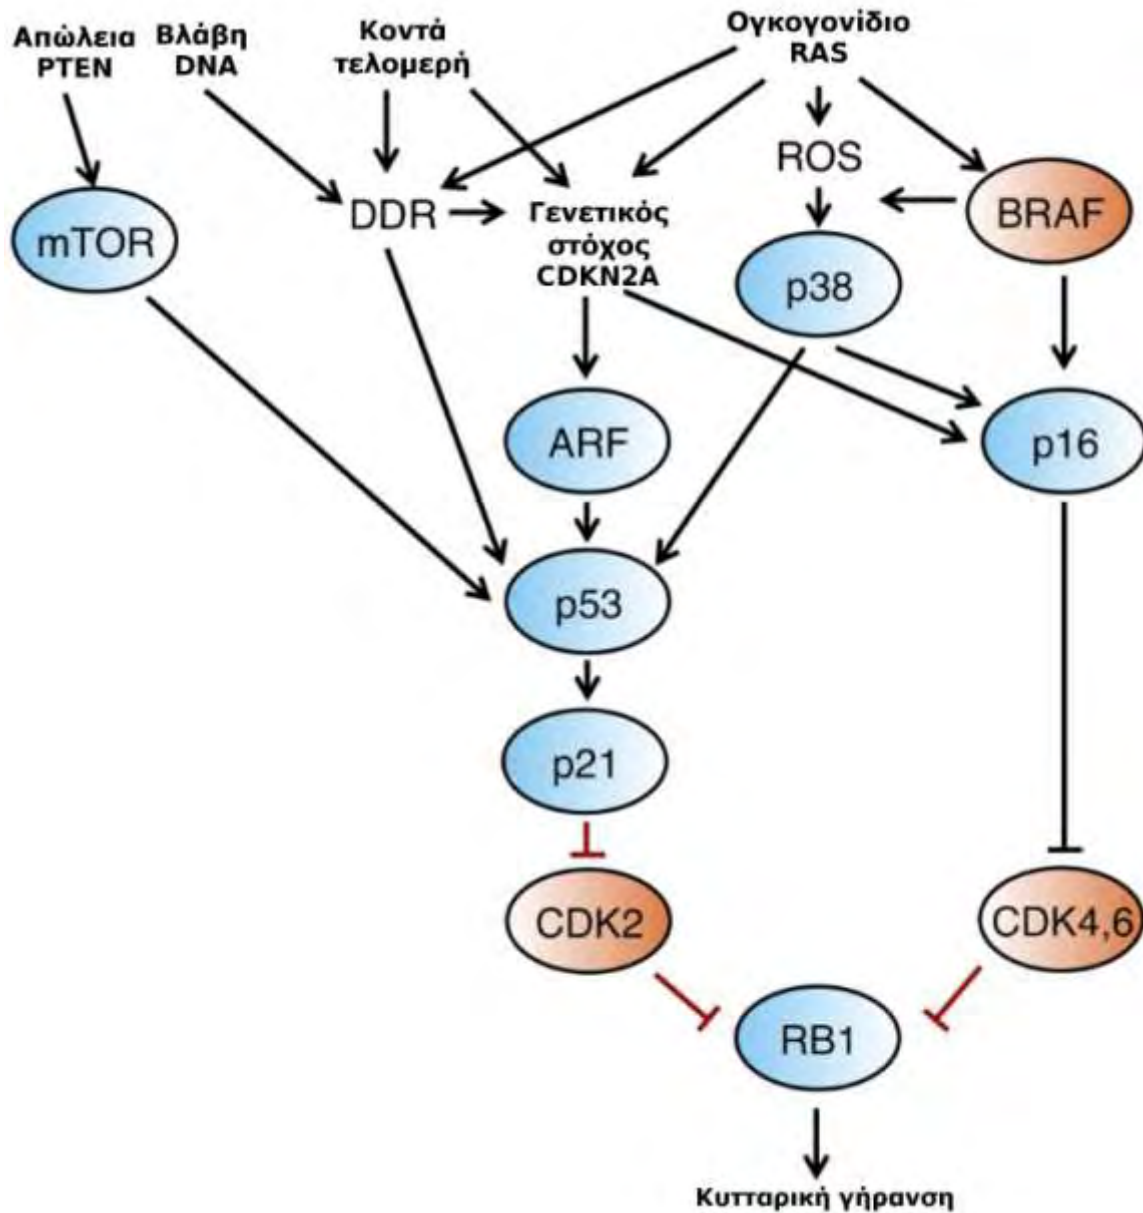 Απώλεια
PTEN
Βλάβη
DNA
Κοντά
τελομερή
Ογκογονίδιο
RAS
ROS
BRAF
mTOR
DDR
Γενετικός
στόχος
CDKN2A
p38
ARF
p16
p53
p21
CDK2
CDK4,6
RB1
Κυτταρική γήρανση